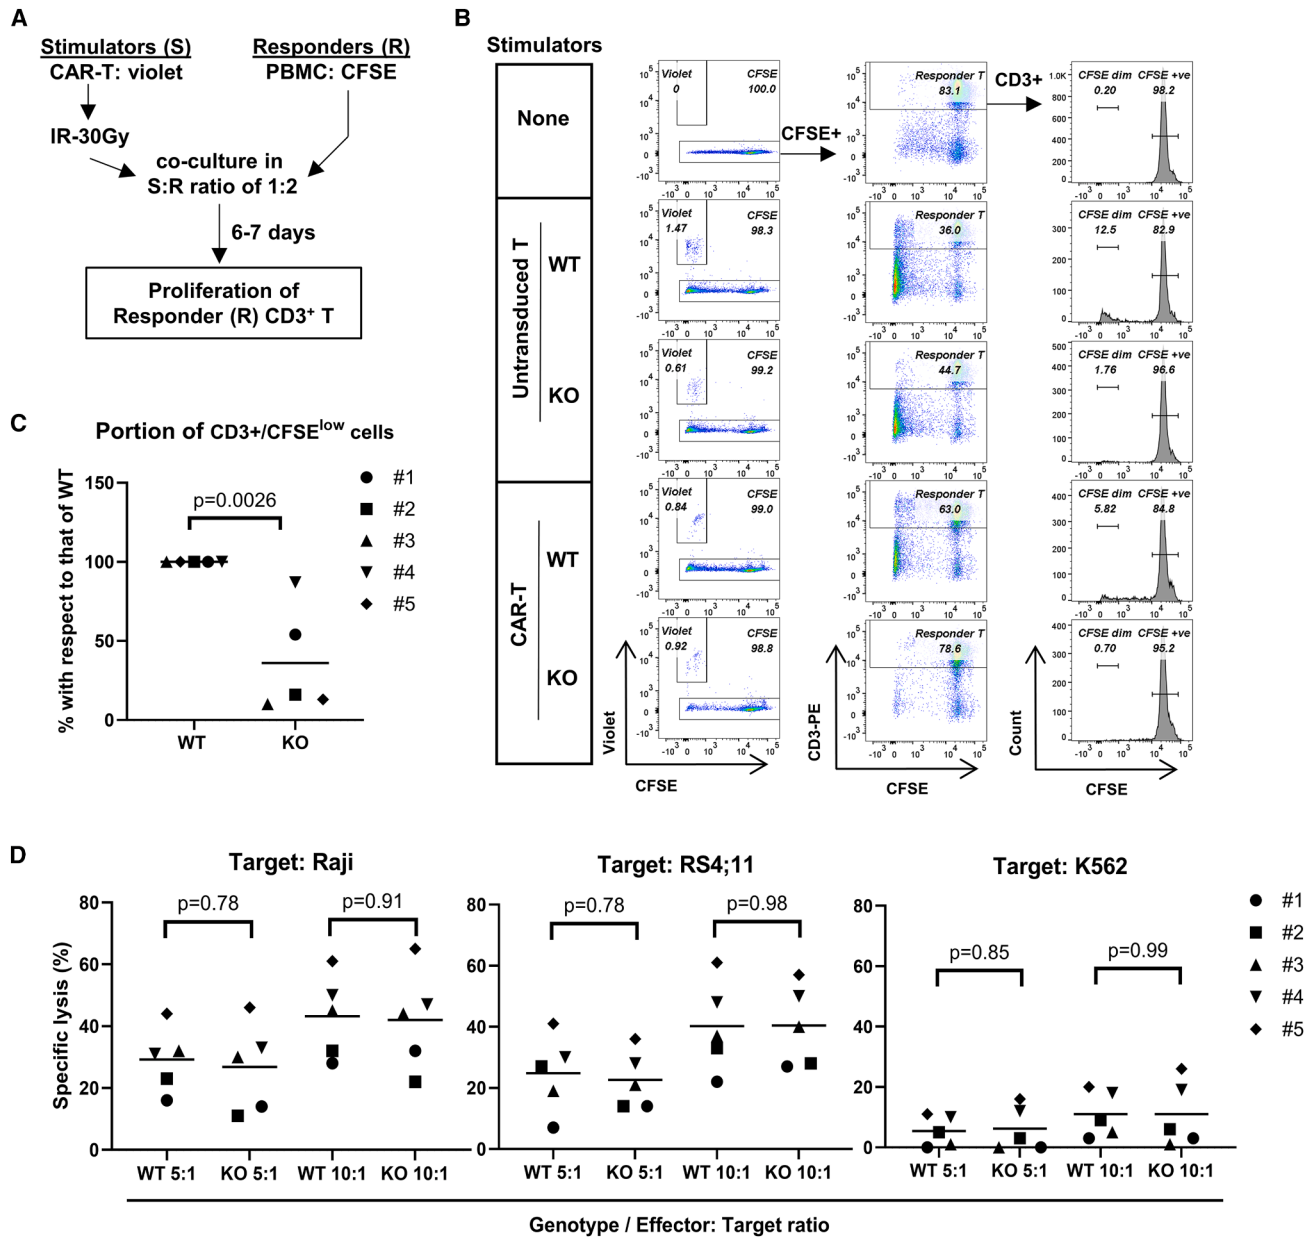 A
Stimulators (S)
Responders (R)
CAR-T: violet
PBMC: CFSE
IR-30Gy
co-culture in
S:R ratio of 1:2
6-7 days
Proliferation of
Responder (R) CD3+ T
B
Stimulators
None
Untransduced T
WT
KO
CAR-T
WT
KO
Violet
0
CFSE
100.0
CFSE+
Responder T
83.1
CD3+
CFSE dim
0.20
CFSE +ve
98.2
Violet
1.47
CFSE
98.3
Responder T
36.0
CFSE dim
12.5
CFSE +ve
82.9
Violet
0.61
CFSE
99.2
Responder T
44.7
CFSE dim
1.76
CFSE +ve
96.6
Violet
0.84
CFSE
99.0
Responder T
63.0
CFSE dim
5.82
CFSE +ve
84.8
Violet
0.92
CFSE
98.8
Responder T
78.6
CFSE dim
0.70
CFSE +ve
95.2
Violet
CFSE
CD3-PE
CFSE
Count
CFSE
C
Portion of CD3+/CFSElow cells
% with respect to that of WT
150
100
50
0
p=0.0026
WT
KO
#1
#2
#3
#4
#5
D
Target: Raji
Specific lysis (%)
80
60
40
20
0
p=0.78
p=0.91
WT 5:1
KO 5:1
WT 10:1
KO 10:1
Target: RS4;11
80
60
40
20
0
p=0.78
p=0.98
WT 5:1
KO 5:1
WT 10:1
KO 10:1
Target: K562
80
60
40
20
0
p=0.85
p=0.99
WT 5:1
KO 5:1
WT 10:1
KO 10:1
#1
#2
#3
#4
#5
Genotype / Effector: Target ratio